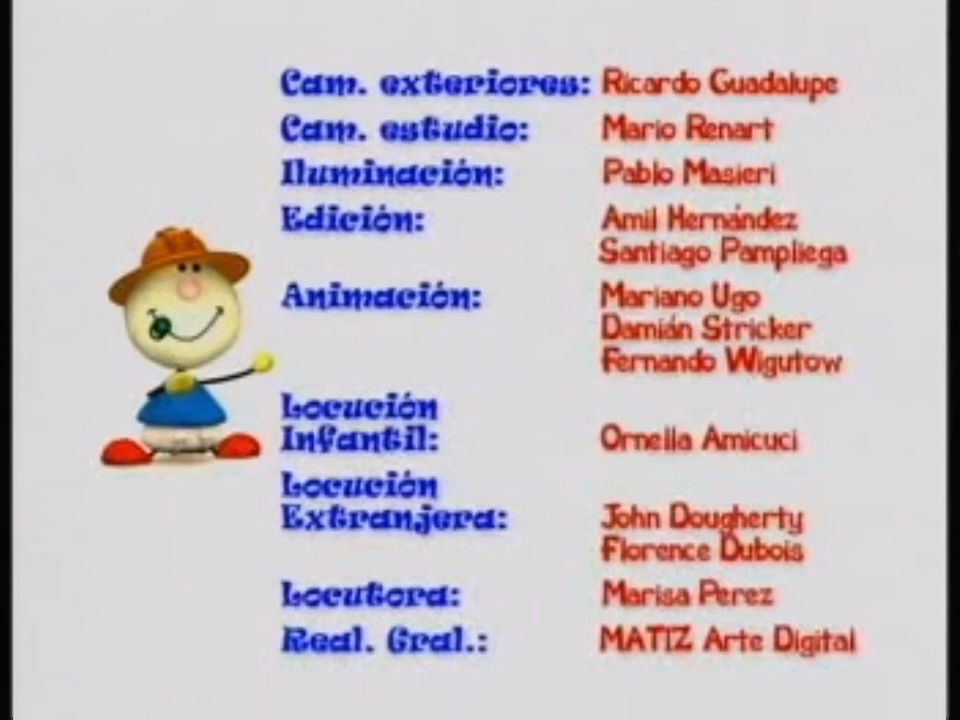 Cam. exteriores: Ricardo Guadalupe
Cam. estudio: Mario Renart
Iluminación: Pablo Masieri
Edición: Amil Hernández
Santiago Pampliega
Animación: Mariano Ugo
Damián Stricker
Fernando Wigutow
Locución
Infantil: Ornella Amicuci
Locución
Extranjera: John Dougherty
Florence Dubois
Locutora: Marisa Perez
Real. Gral.: MATIZ Arte Digital